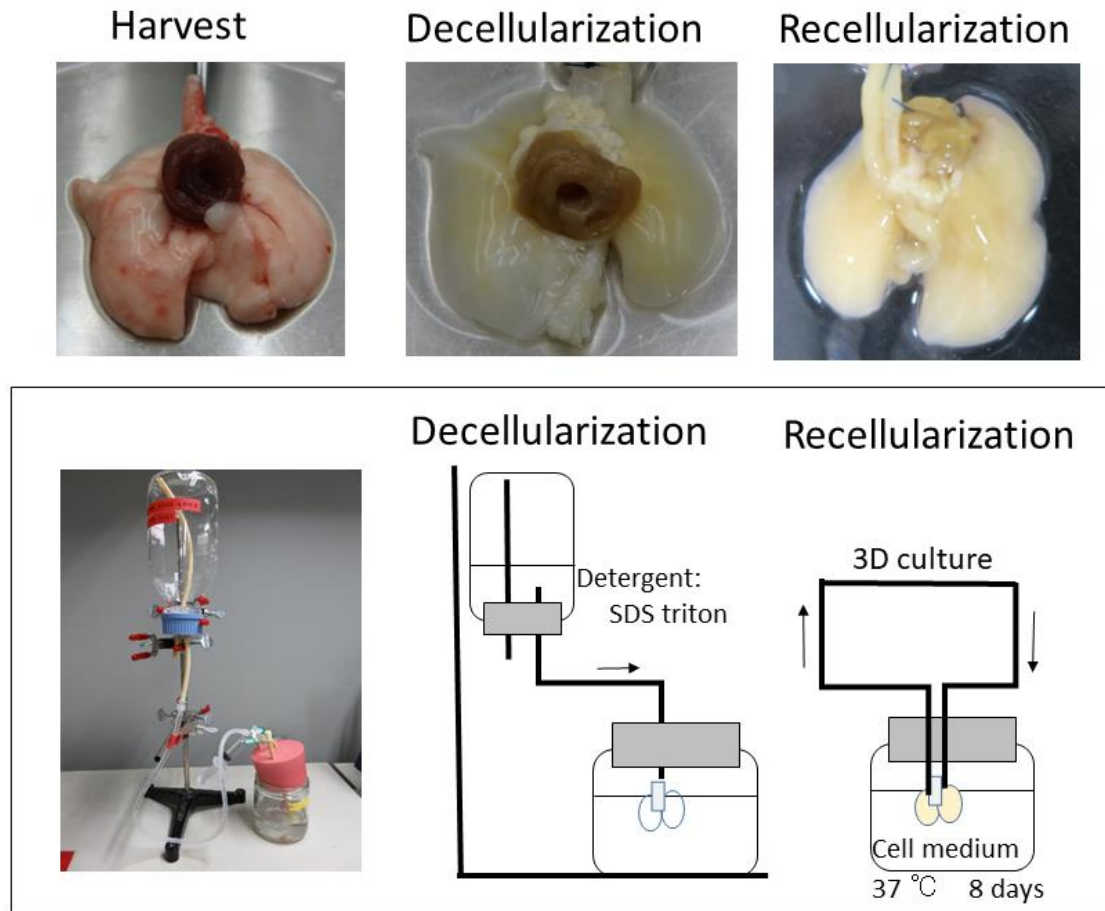 Harvest
Decellularization
Recellularization
Decellularization
Recellularization
Detergent:
SDS triton
3D culture
Cell medium
37 ℃ 8 days